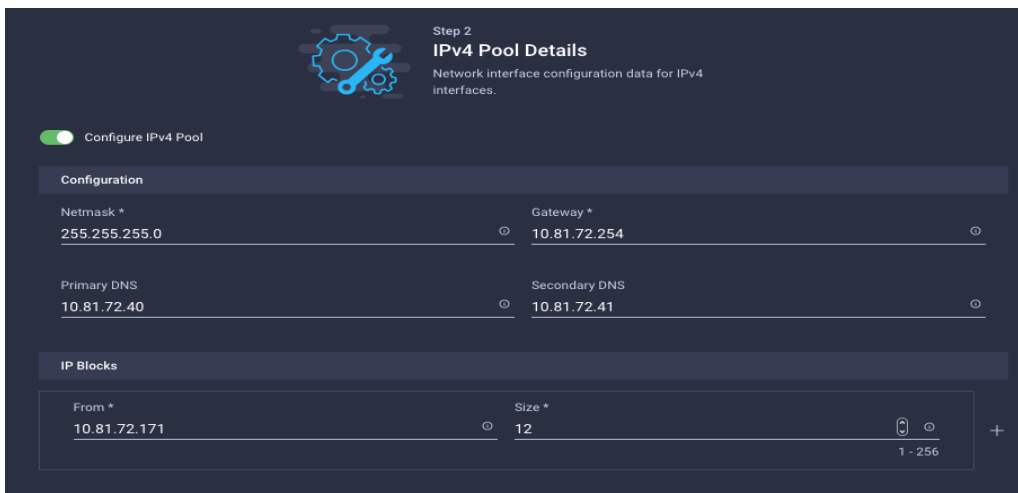 Step 2
IPv4 Pool Details
Network interface configuration data for IPv4
interfaces.
Configure IPv4 Pool
Configuration
Netmask *
255.255.255.0
Gateway *
10.81.72.254
Primary DNS
10.81.72.40
Secondary DNS
10.81.72.41
IP Blocks
From *
10.81.72.171
Size *
12
1 - 256